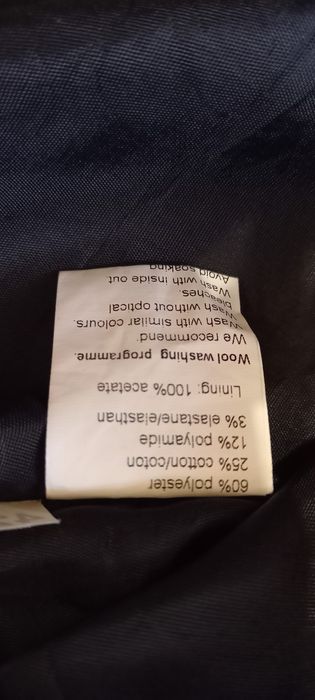 60% polyester
25% cotton/coton
12% polyamide
3% elastane/elasthan
Lining: 100% acetate
Wool washing programme.
We recommend
Wash with similar colours.
Wash without optical
bleaches.
Wash with inside out
Avoid soaking